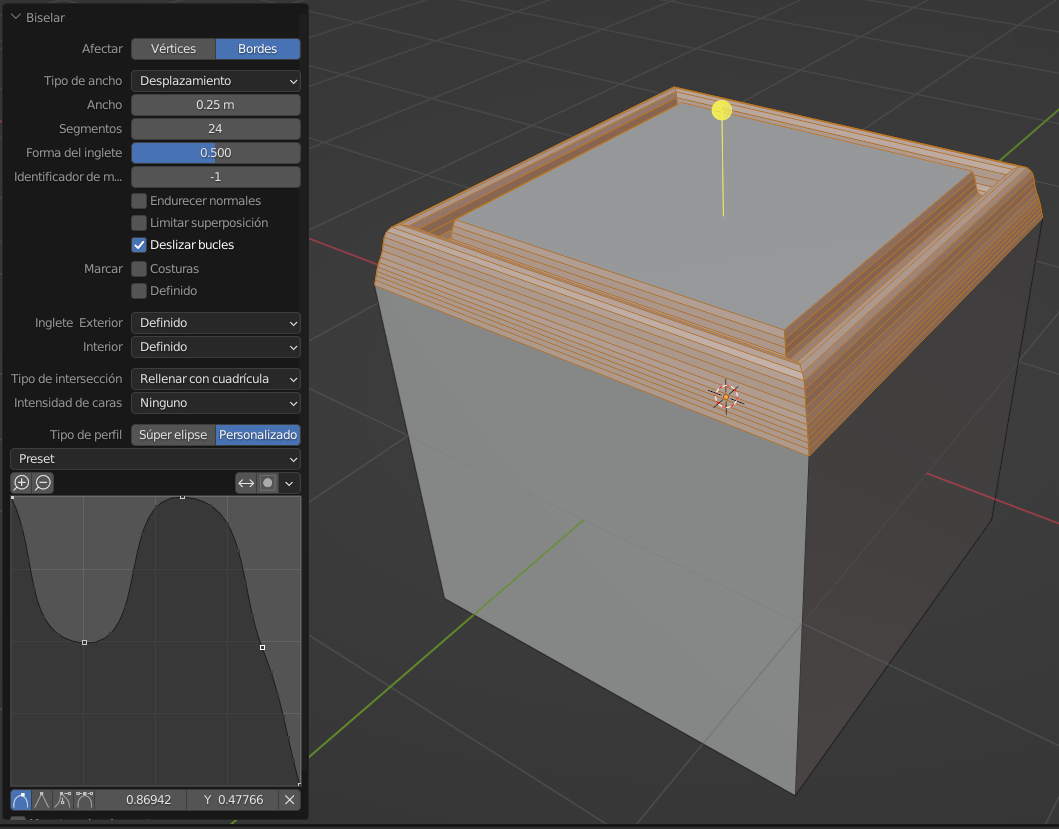 Biselar
Afectar Vértices Bordes
Tipo de ancho Desplazamiento
Ancho 0.25 m
Segmentos 24
Forma del inglete 0.500
Identificador de m... -1
Endurecer normales
Limitar superposición
Deslizar bucles
Marcar Costuras
Definido
Inglete Exterior Definido
Interior Definido
Tipo de intersección Rellenar con cuadrícula
Intensidad de caras Ninguno
Tipo de perfil Súper elipse Personalizado
Preset
0.86942 Y 0.47766